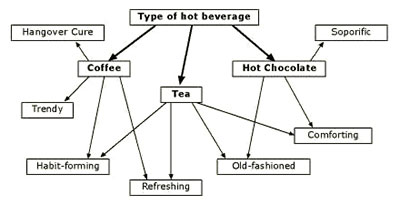 Type of hot beverage
Hangover Cure
Soporific
Coffee
Hot Chocolate
Tea
Trendy
Comforting
Habit-forming
Old-fashioned
Refreshing